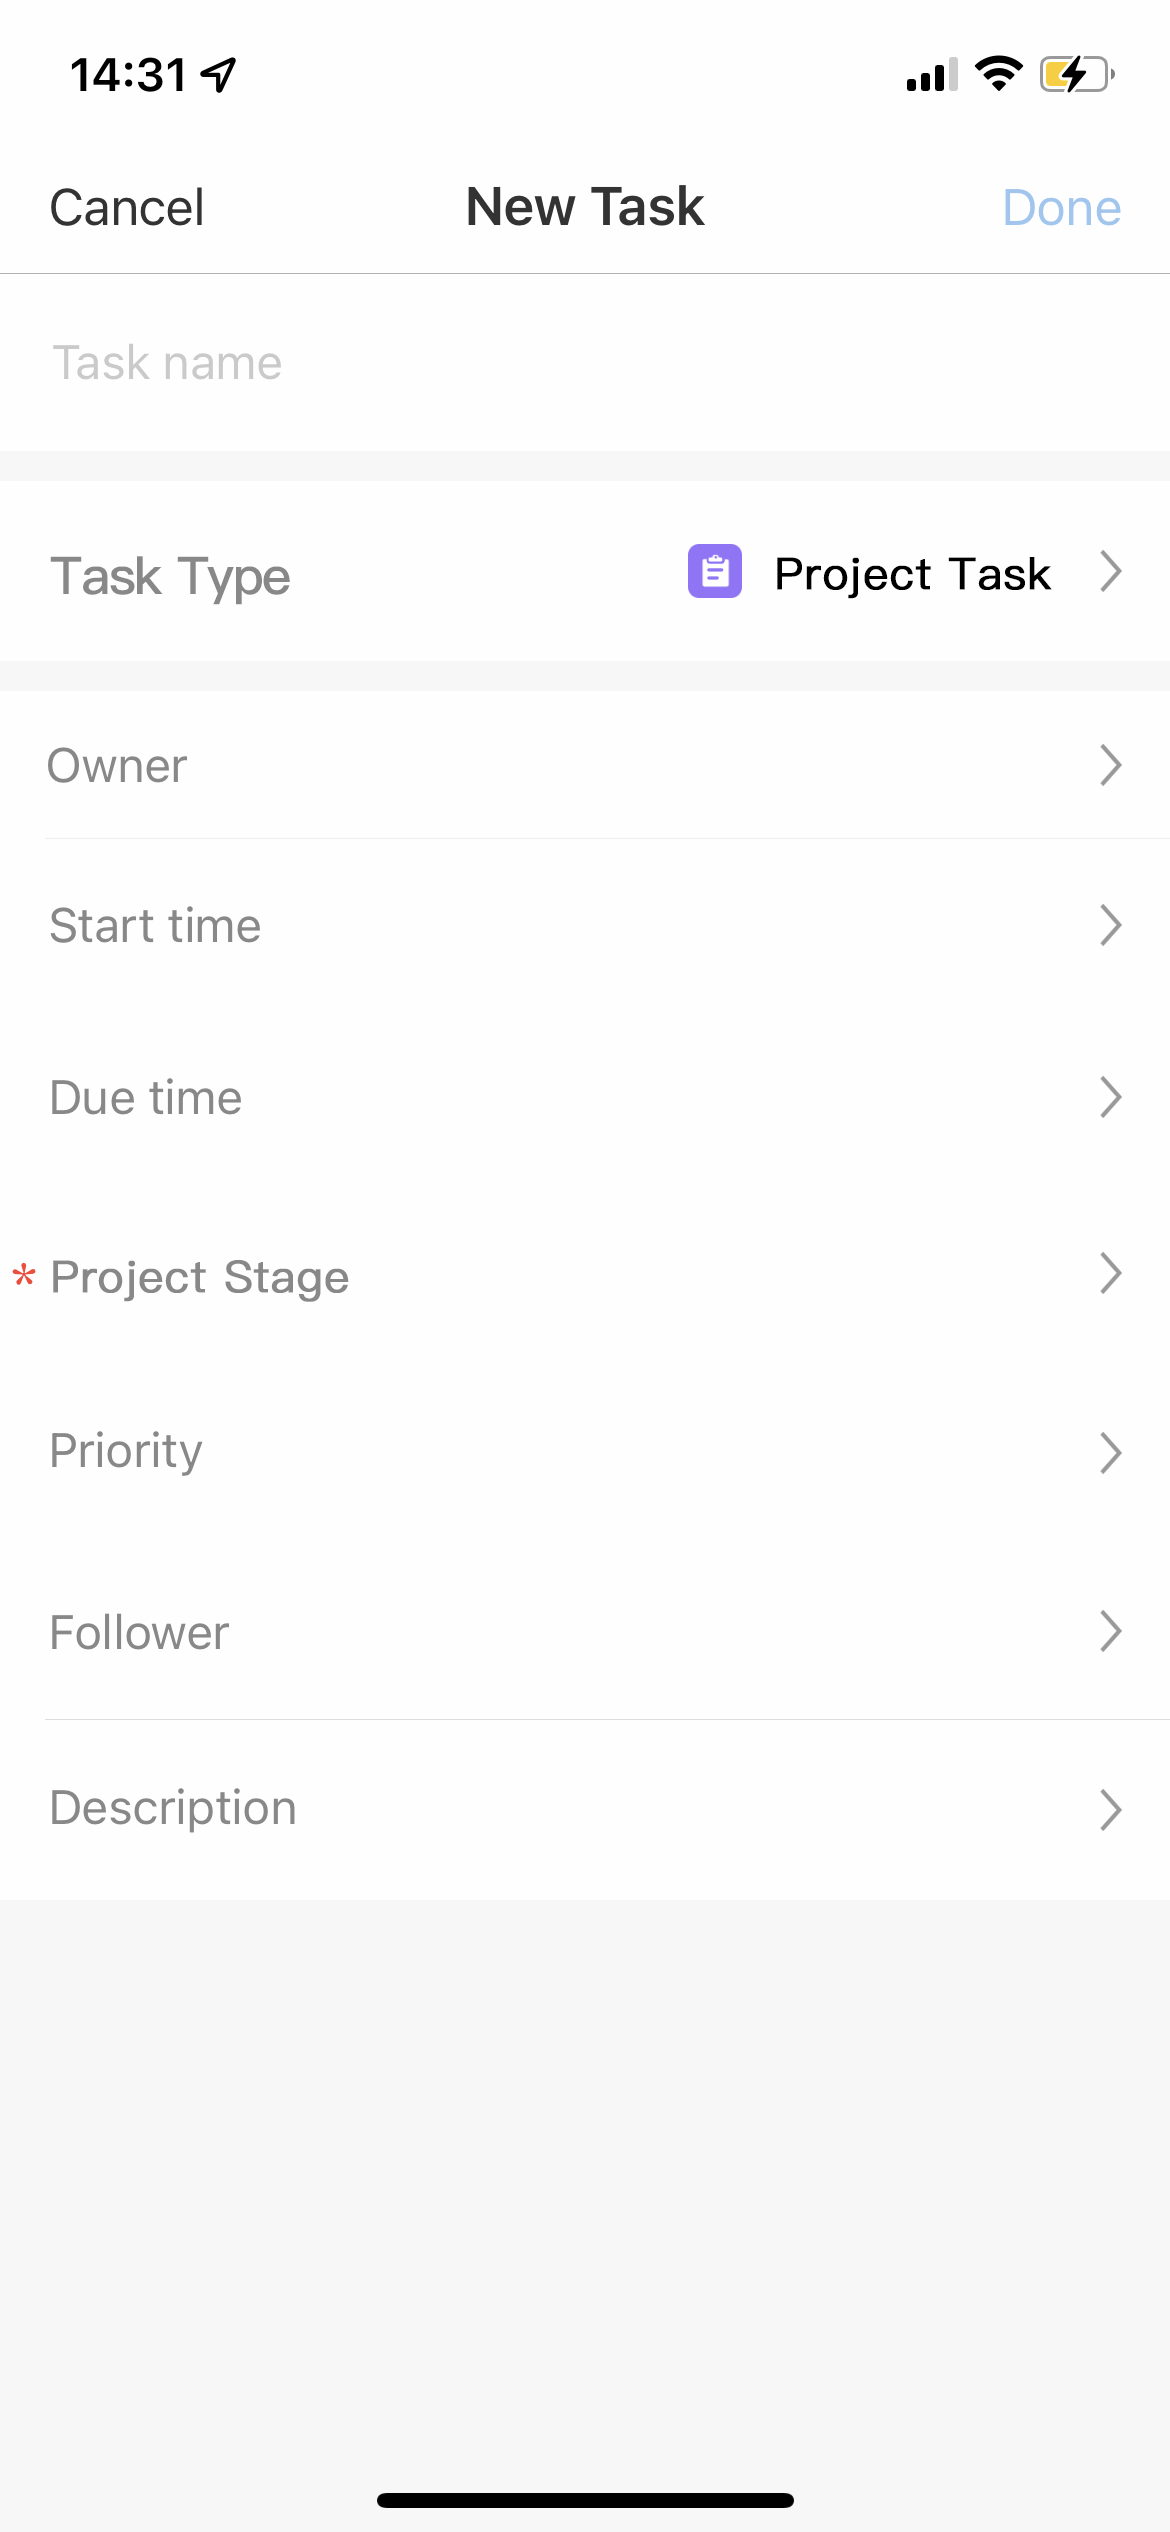 14:31
Cancel New Task Done
Task name
Task Type Project Task
Owner
Start time
Due time
* Project Stage
Priority
Follower
Description